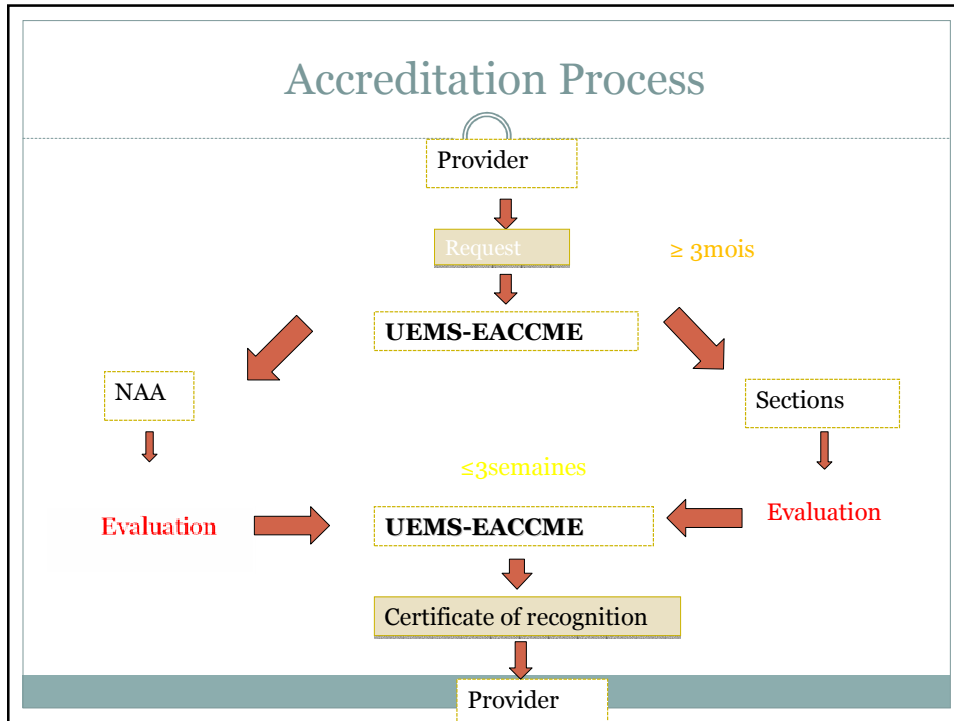 Accreditation Process
Provider
Request
≥ 3mois
UEMS-EACCME
NAA
Sections
≤3semaines
Evaluation
UEMS-EACCME
Evaluation
Certificate of recognition
Provider